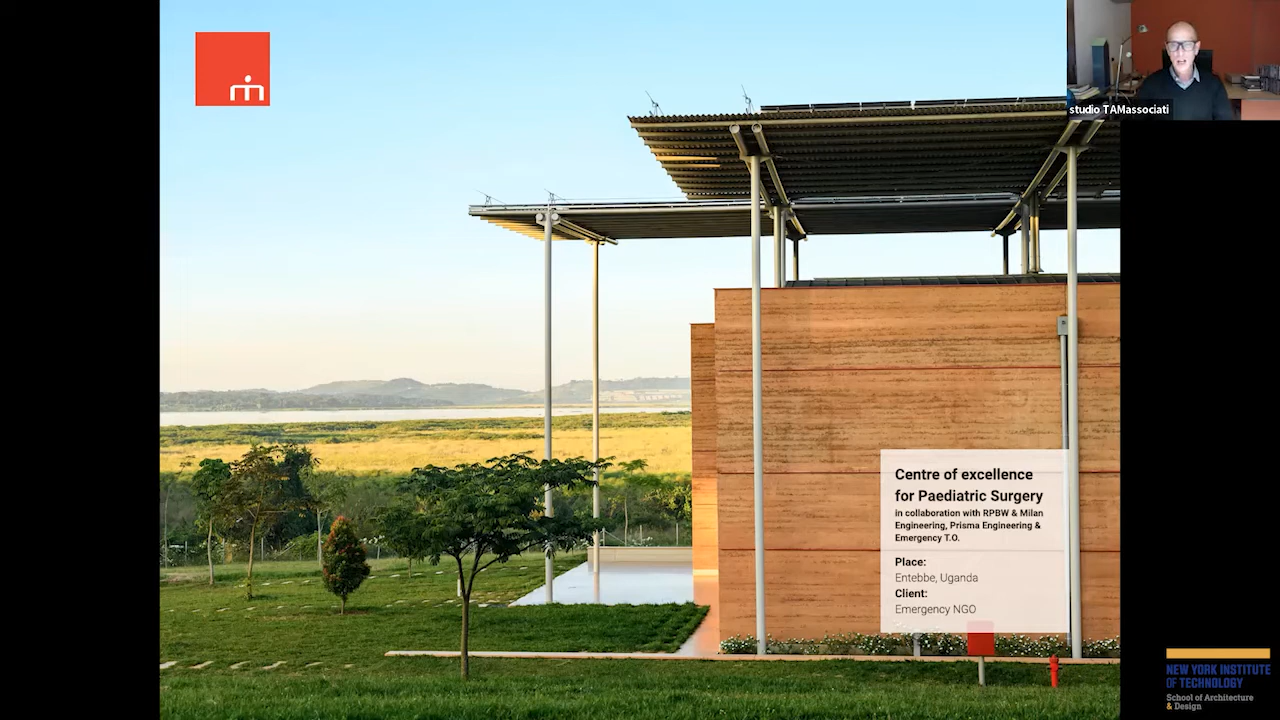 studio TAMassociati
Centre of excellence
for Paediatric Surgery
in collaboration with RPBW & Milan
Engineering, Prisma Engineering &
Emergency T.O.
Place:
Entebbe, Uganda
Client:
Emergency NGO
NEW YORK INSTITUTE
OF TECHNOLOGY
School of Architecture
& Design